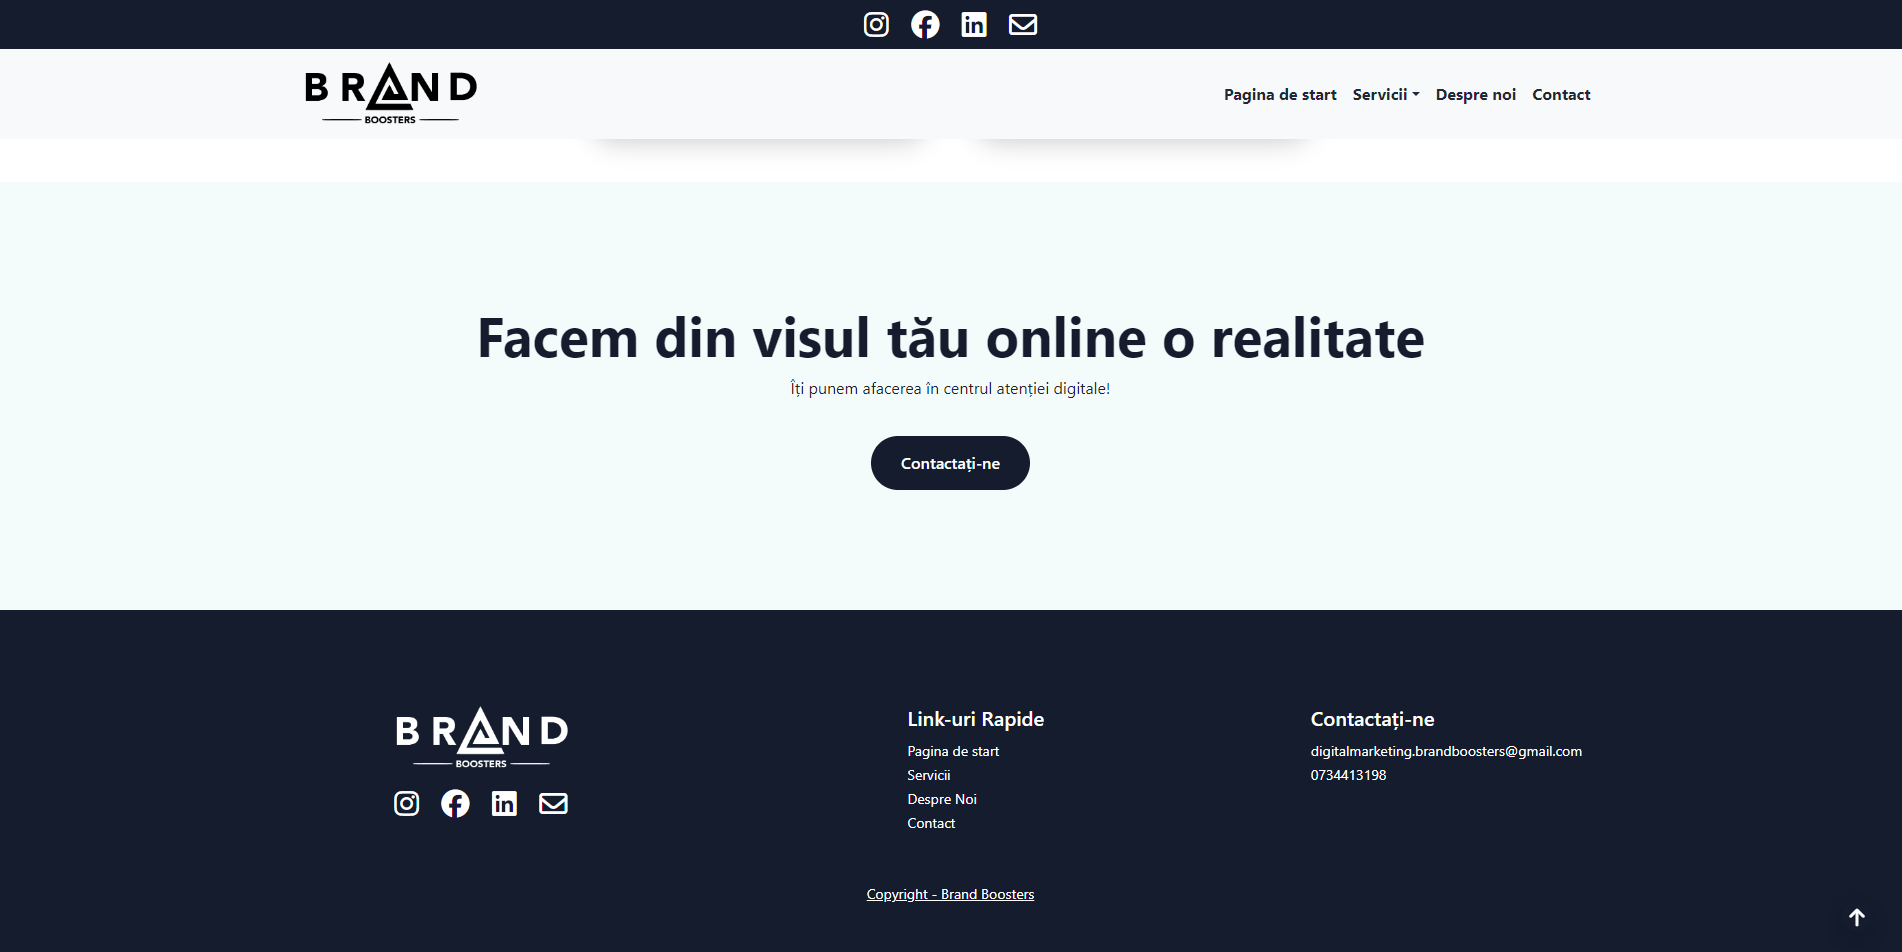 BRAND
BOOSTERS
Pagina de start Servicii Despre noi Contact
Facem din visul tău online o realitate
Îți punem afacerea în centrul atenției digitale!
Contactați-ne
BRAND
BOOSTERS
Link-uri Rapide
Pagina de start
Servicii
Despre Noi
Contact
Contactați-ne
digitalmarketing.brandboosters@gmail.com
0734413198
Copyright - Brand Boosters